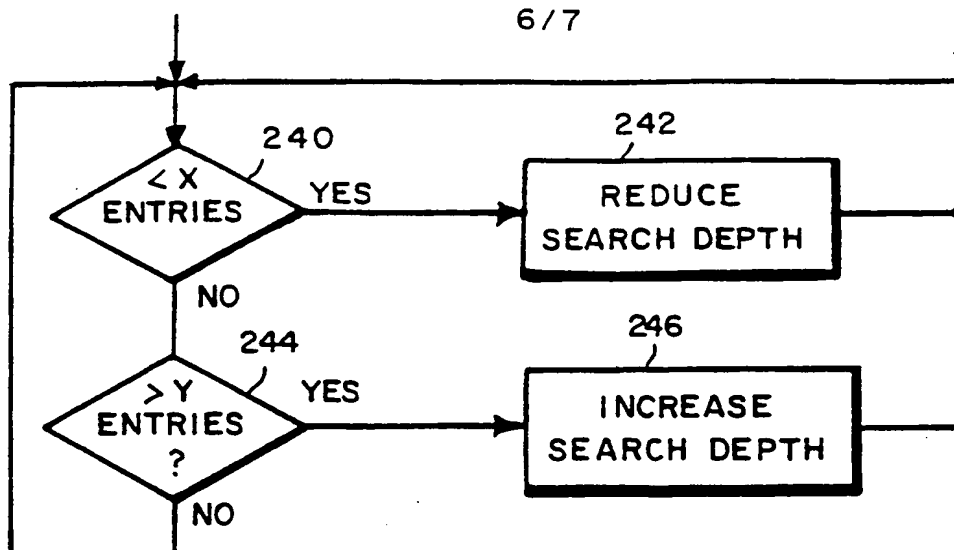 6/7
240
< X
ENTRIES
YES
242
REDUCE
SEARCH DEPTH
NO
244
> Y
ENTRIES
?
YES
246
INCREASE
SEARCH DEPTH
NO